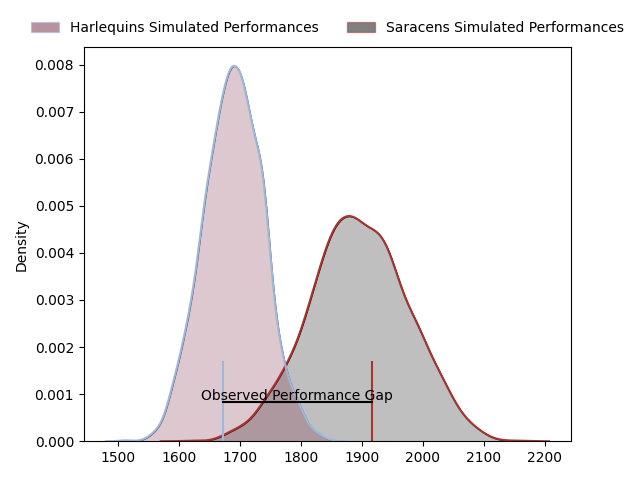 Harlequins Simulated Performances
Saracens Simulated Performances
0.008
0.007
0.006
0.005
0.004
0.003
0.002
0.001
0.000
Density
Observed Performance Gap
1500 1600 1700 1800 1900 2000 2100 2200